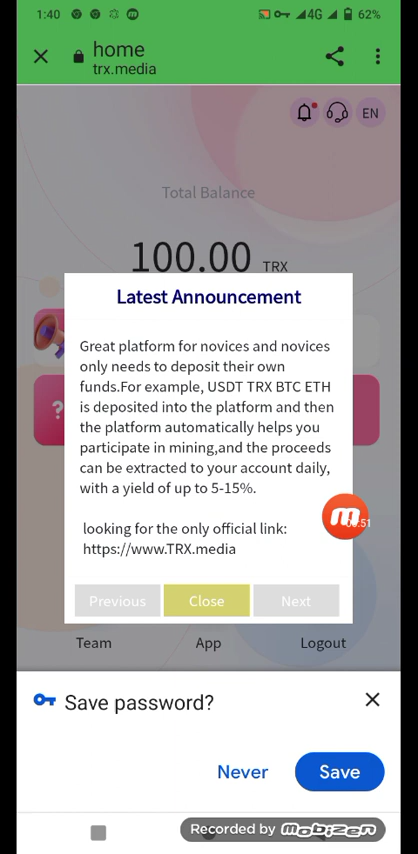 1:40 4G 62%
home
trx.media
EN
Total Balance
100.00 TRX
Latest Announcement
Great platform for novices and novices
only needs to deposit their own
funds.For example, USDT TRX BTC ETH
is deposited into the platform and then
the platform automatically helps you
participate in mining,and the proceeds
can be extracted to your account daily,
with a yield of up to 5-15%.
looking for the only official link:
https://www.TRX.media
Previous Close Next
Team App Logout
Save password?
Never Save
Recorded by mobizen